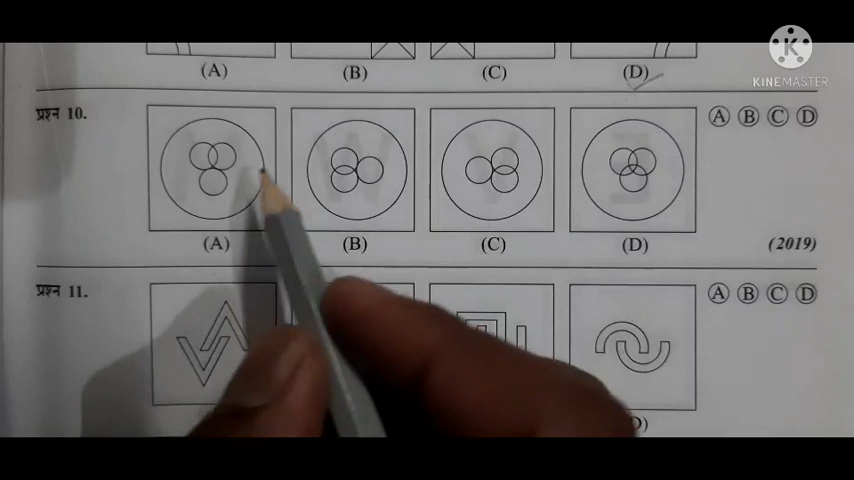 K
KINEMASTER
(A) (B) (C) (D)
प्रश्न 10. Ⓐ Ⓑ Ⓒ Ⓓ
(A) (B) (C) (D) (2019)
प्रश्न 11. Ⓐ Ⓑ Ⓒ Ⓓ